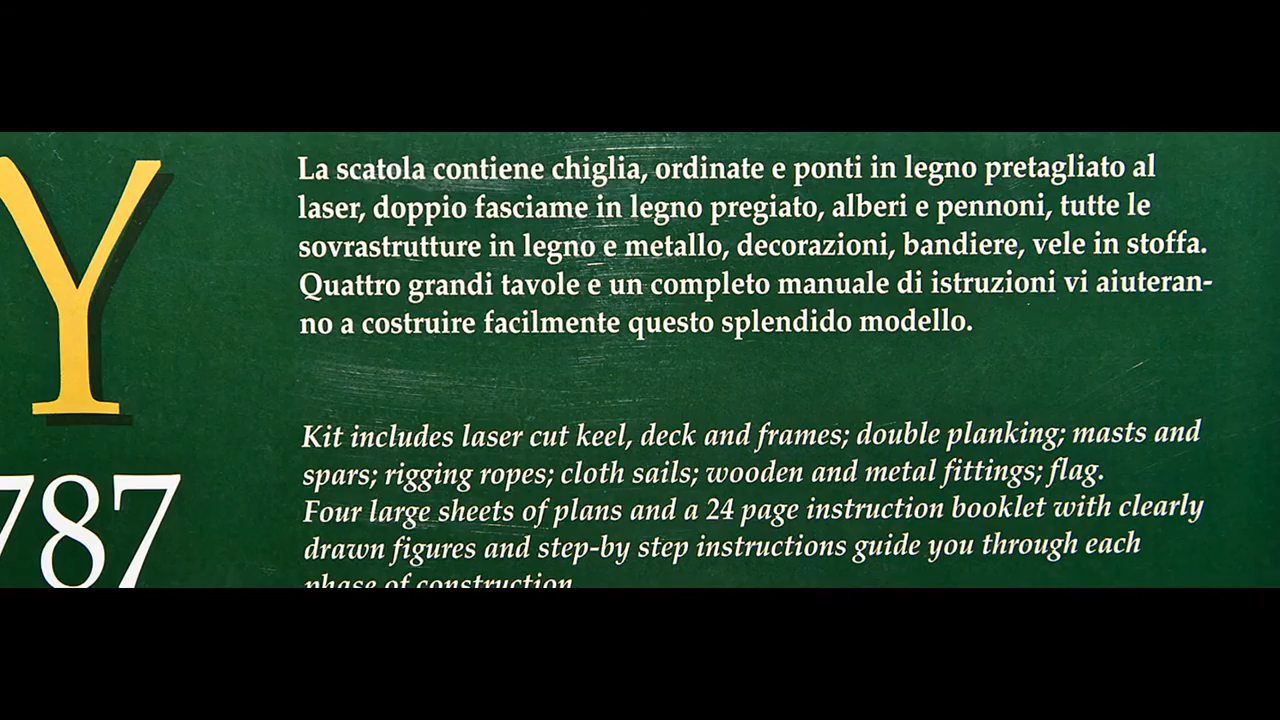 Y
787
La scatola contiene chiglia, ordinate e ponti in legno pretagliato al
laser, doppio fasciame in legno pregiato, alberi e pennoni, tutte le
sovrastrutture in legno e metallo, decorazioni, bandiere, vele in stoffa.
Quattro grandi tavole e un completo manuale di istruzioni vi aiuteran-
no a costruire facilmente questo splendido modello.
Kit includes laser cut keel, deck and frames; double planking; masts and
spars; rigging ropes; cloth sails; wooden and metal fittings; flag.
Four large sheets of plans and a 24 page instruction booklet with clearly
drawn figures and step-by step instructions guide you through each
phase of construction